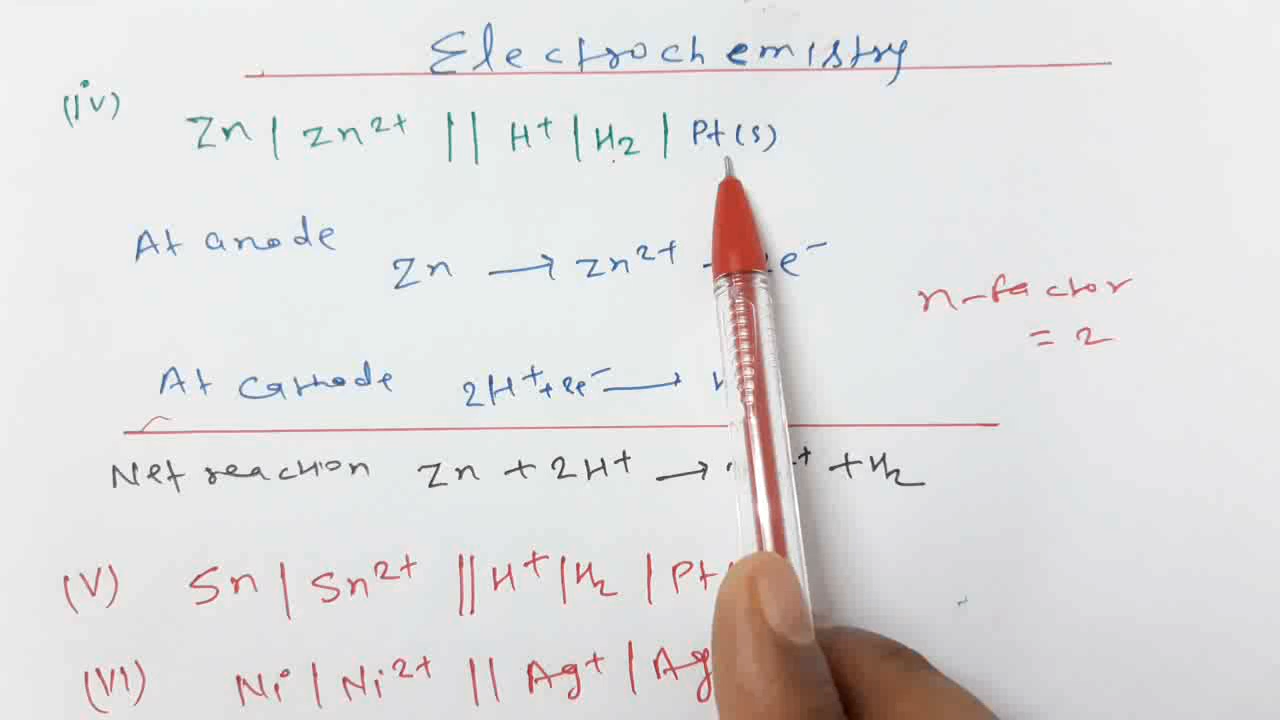 Electrochemistry
(iv) Zn | Zn2+ || H+ | H2 | Pt(s)
At anode Zn → Zn2+ e−
n-factor
= 2
At cathode 2H+ + 2e− →
Net reaction Zn + 2H+ → + + H2
(V) Sn | Sn2+ || H+ | H2 | Pt
(VI) Ni | Ni2+ || Ag+ | Ag